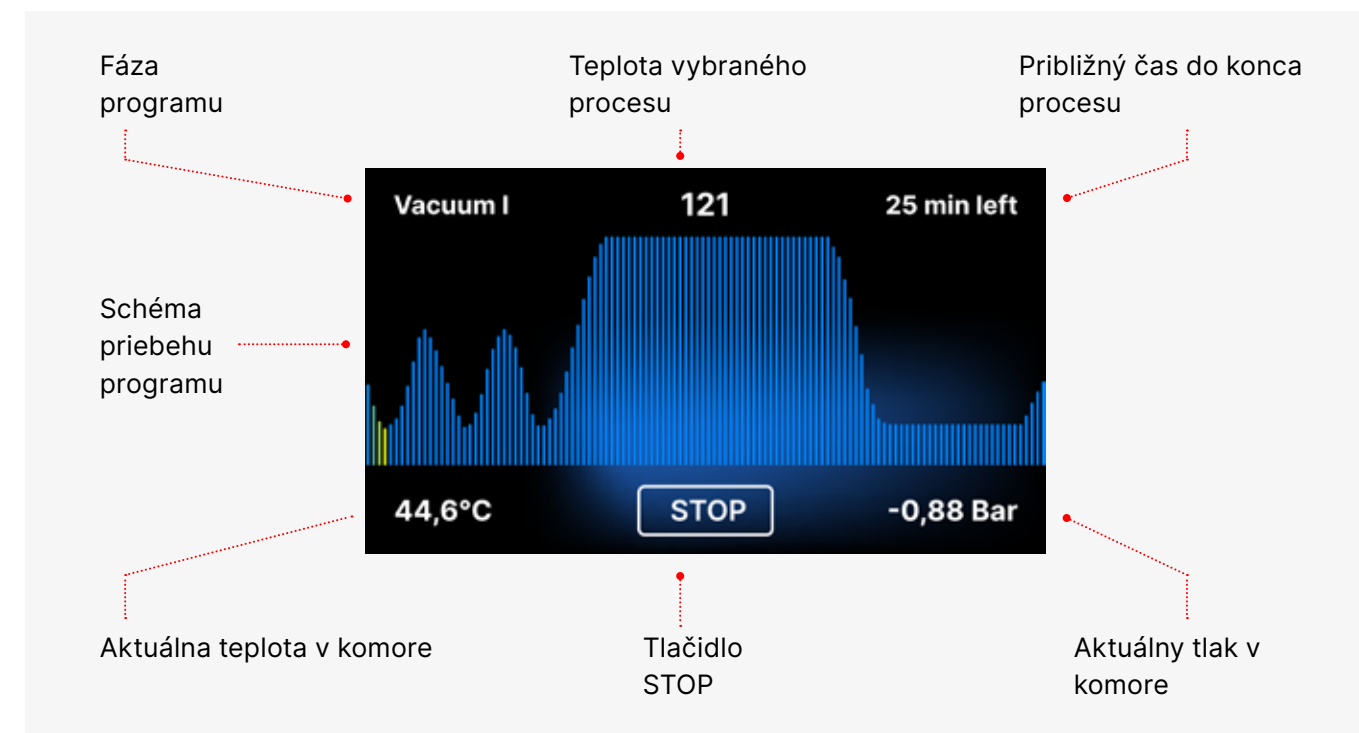 Fáza
programu
Teplota vybraného
procesu
Približný čas do konca
procesu
Vacuum I
121
25 min left
Schéma
priebehu
programu
44,6°C
STOP
-0,88 Bar
Aktuálna teplota v komore
Tlačidlo
STOP
Aktuálny tlak v
komore